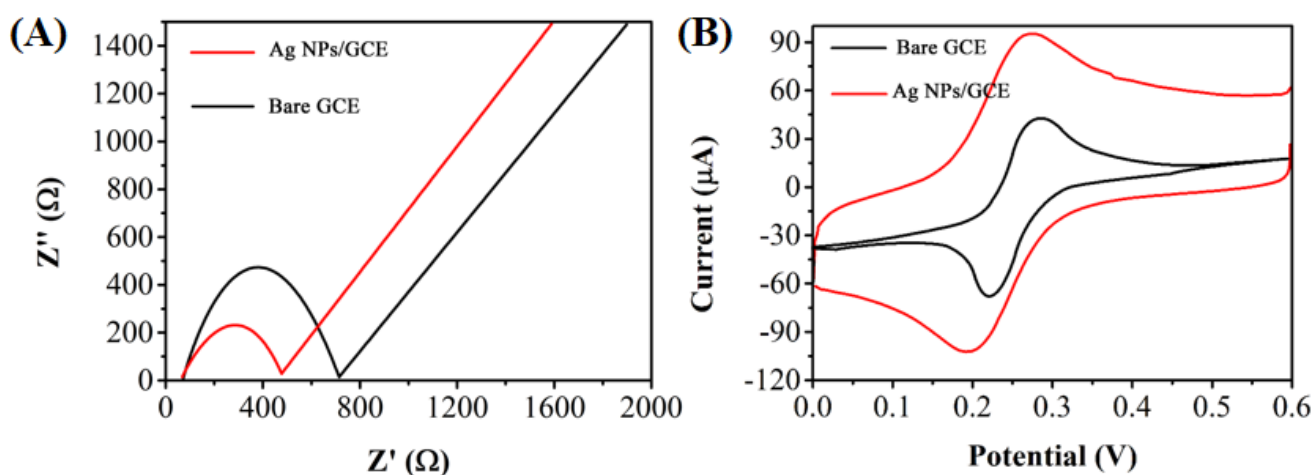 (A)
Ag NPs/GCE
Bare GCE
1400
1200
1000
800
600
400
200
0
Z'' (Ω)
0 400 800 1200 1600 2000
Z' (Ω)
(B)
Bare GCE
Ag NPs/GCE
90
60
30
0
-30
-60
-90
-120
Current (μA)
0.0 0.1 0.2 0.3 0.4 0.5 0.6
Potential (V)